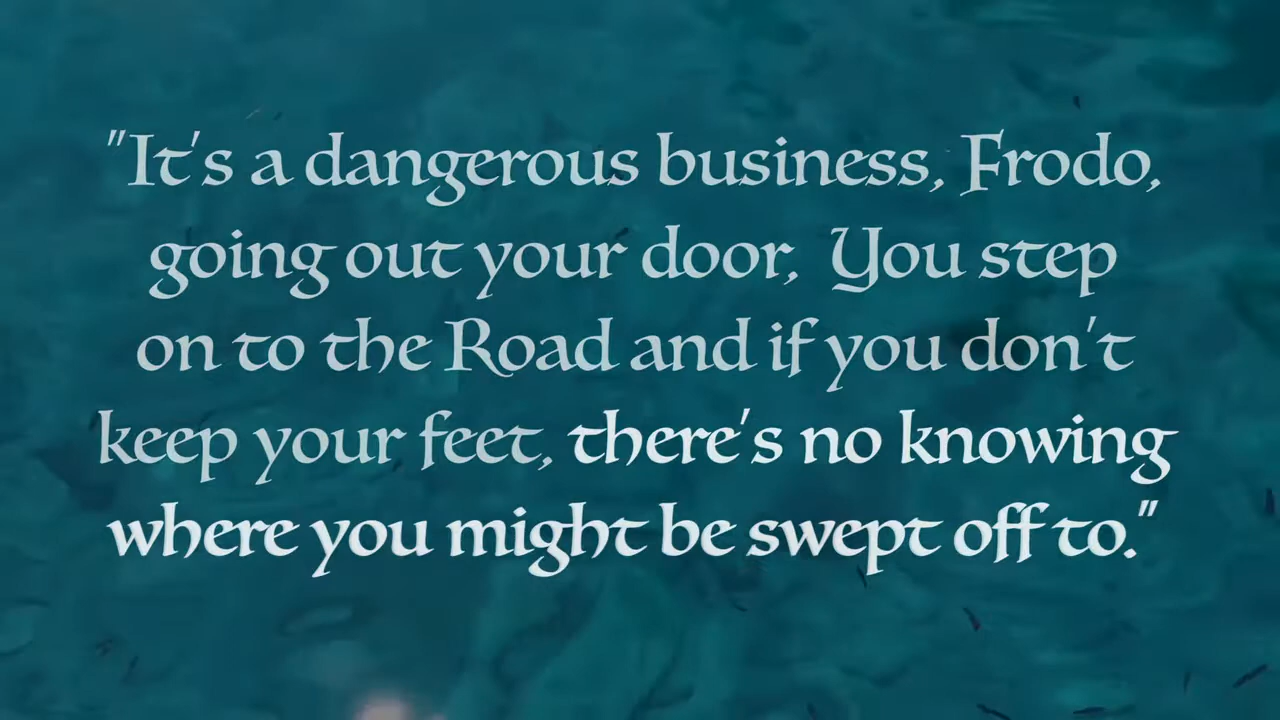 "It's a dangerous business, Frodo,
going out your door, You step
on to the Road and if you don't
keep your feet, there's no knowing
where you might be swept off to."